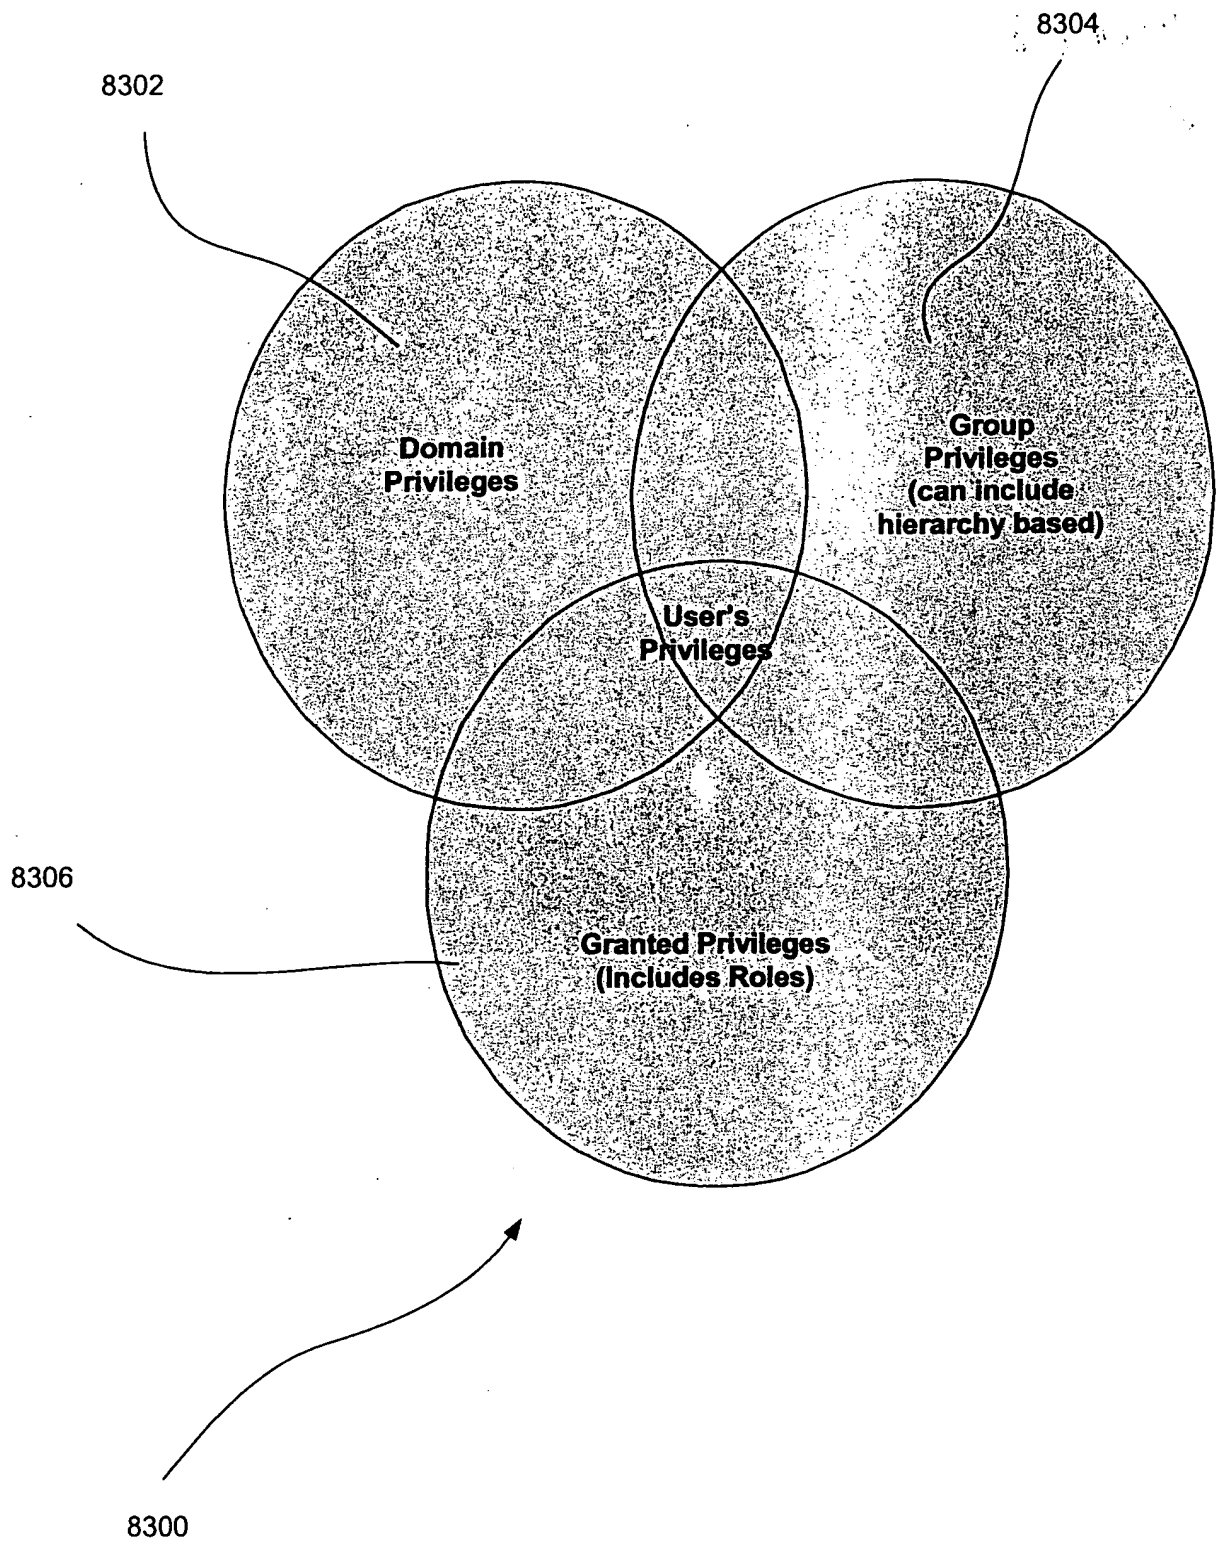 8304
8302
Domain
Privileges
Group
Privileges
(can include
hierarchy based)
User's
Privileges
8306
Granted Privileges
(Includes Roles)
8300